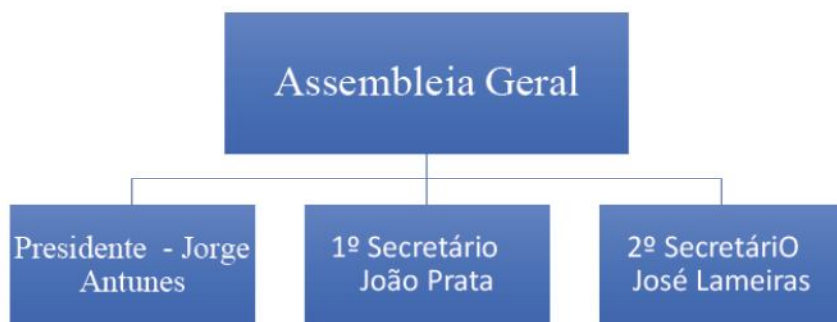 Assembleia Geral
Presidente - Jorge
Antunes
1º Secretário
João Prata
2º SecretáriO
José Lameiras